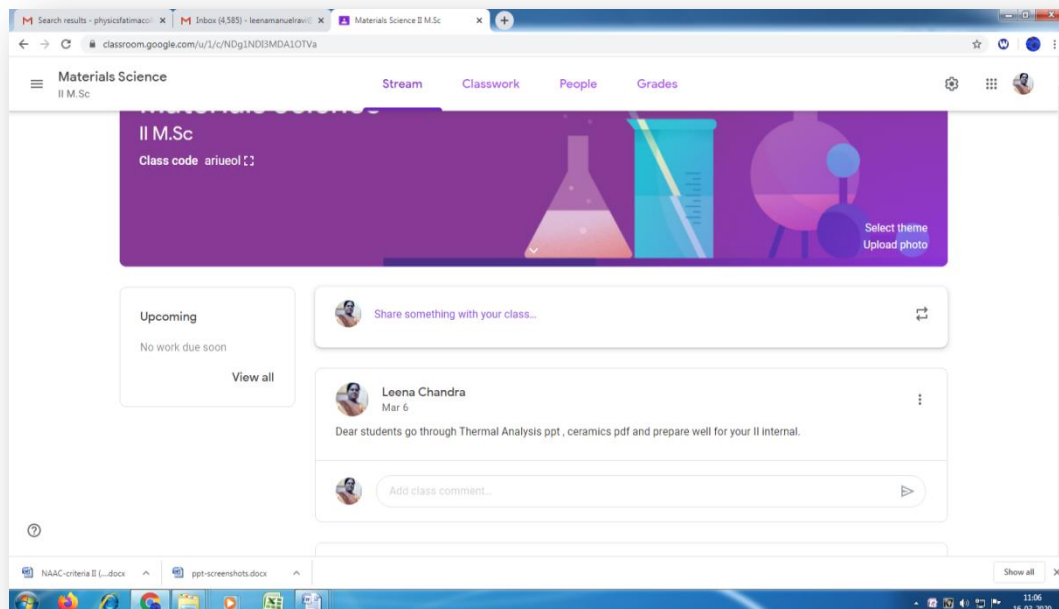 Search results - physicsfatimaco
Inbox (4,585) - leenamanuelravi
Materials Science II M.Sc
classroom.google.com/u/1/c/NDg1NDI3MDA1OTVa
Materials Science
II M.Sc
Stream Classwork People Grades
II M.Sc
Class code ariueol
Select theme
Upload photo
Upcoming
No work due soon
View all
Share something with your class...
Leena Chandra
Mar 6
Dear students go through Thermal Analysis ppt , ceramics pdf and prepare well for your II internal.
Add class comment...
NAAC-criteria II (....docx
ppt-screenshots.docx
Show all
11:06
16-03-2020